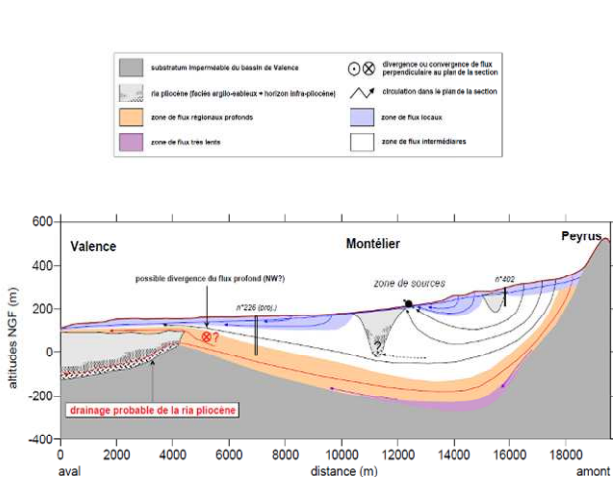 substratum imperméable du bassin de Valence
divergence ou convergence de flux
perpendiculaire au plan de la section
ria pliocène (faciès argilo-sableux + horizon infra-pliocène)
circulation dans le plan de la section
zone de flux régionaux profonds
zone de flux locaux
zone de flux très lents
zone de flux intermédiaires
Valence
Montélier
Peyrus
possible divergence du flux profond (NW?)
n°226 (proj.)
zone de sources
n°402
?
?
drainage probable de la ria pliocène
altitudes NGF (m)
600
400
200
0
-200
-400
0
2000
4000
6000
8000
10000
12000
14000
16000
18000
aval
distance (m)
amont